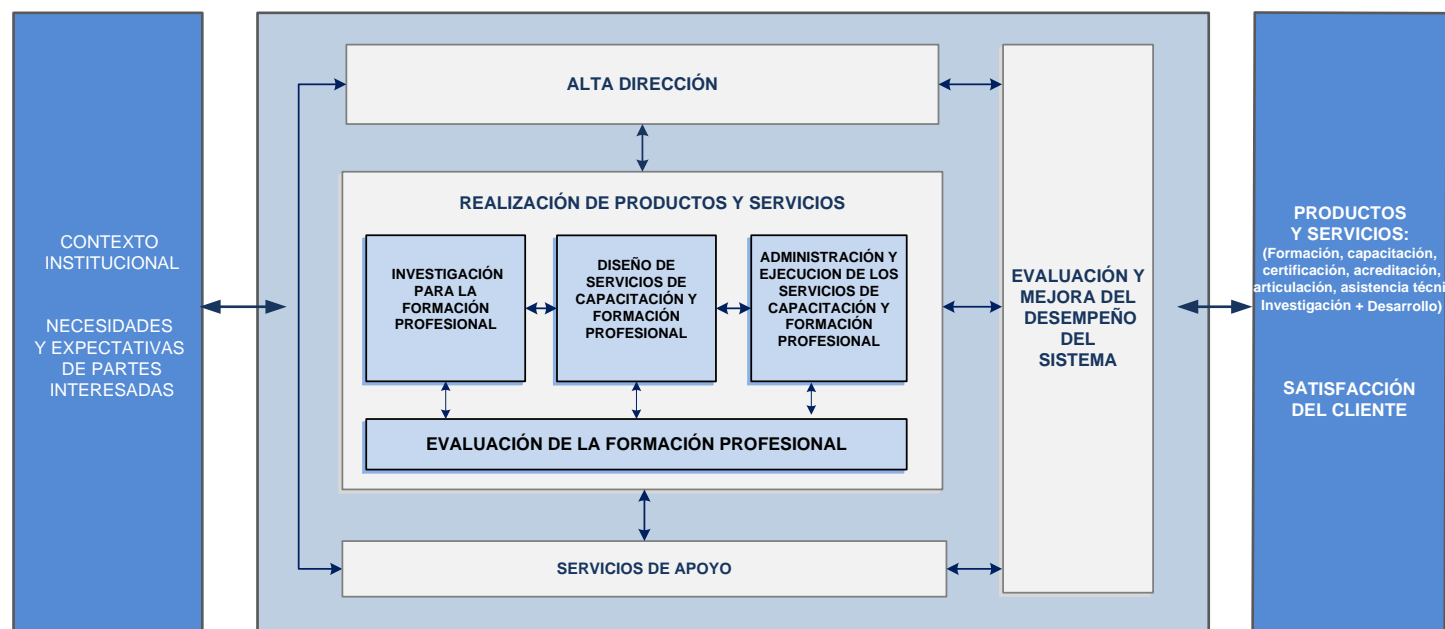 CONTEXTO
INSTITUCIONAL
NECESIDADES
Y EXPECTATIVAS
DE PARTES
INTERESADAS
ALTA DIRECCIÓN
REALIZACIÓN DE PRODUCTOS Y SERVICIOS
INVESTIGACIÓN
PARA LA
FORMACIÓN
PROFESIONAL
DISEÑO DE
SERVICIOS DE
CAPACITACIÓN Y
FORMACIÓN
PROFESIONAL
ADMINISTRACIÓN Y
EJECUCION DE LOS
SERVICIOS DE
CAPACITACIÓN Y
FORMACIÓN
PROFESIONAL
EVALUACIÓN DE LA FORMACIÓN PROFESIONAL
SERVICIOS DE APOYO
EVALUACIÓN Y
MEJORA DEL
DESEMPEÑO
DEL
SISTEMA
PRODUCTOS
Y SERVICIOS:
(Formación, capacitación,
certificación, acreditación,
articulación, asistencia técni
Investigación + Desarrollo)
SATISFACCIÓN
DEL CLIENTE